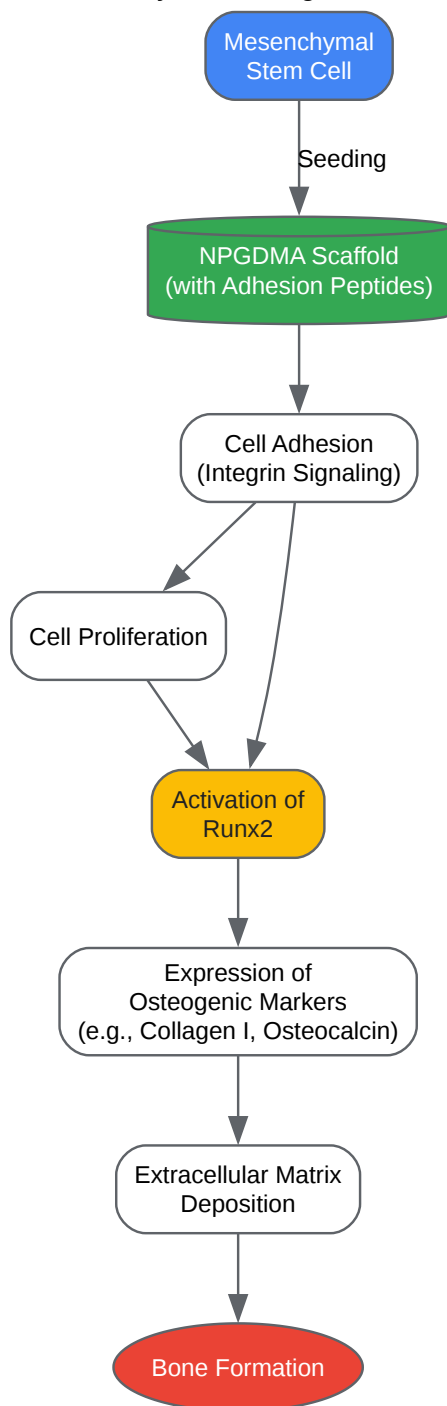 Mesenchymal
Stem Cell
Seeding
NPGDMA Scaffold
(with Adhesion Peptides)
Cell Adhesion
(Integrin Signaling)
Cell Proliferation
Activation of
Runx2
Expression of
Osteogenic Markers
(e.g., Collagen I, Osteocalcin)
Extracellular Matrix
Deposition
Bone Formation